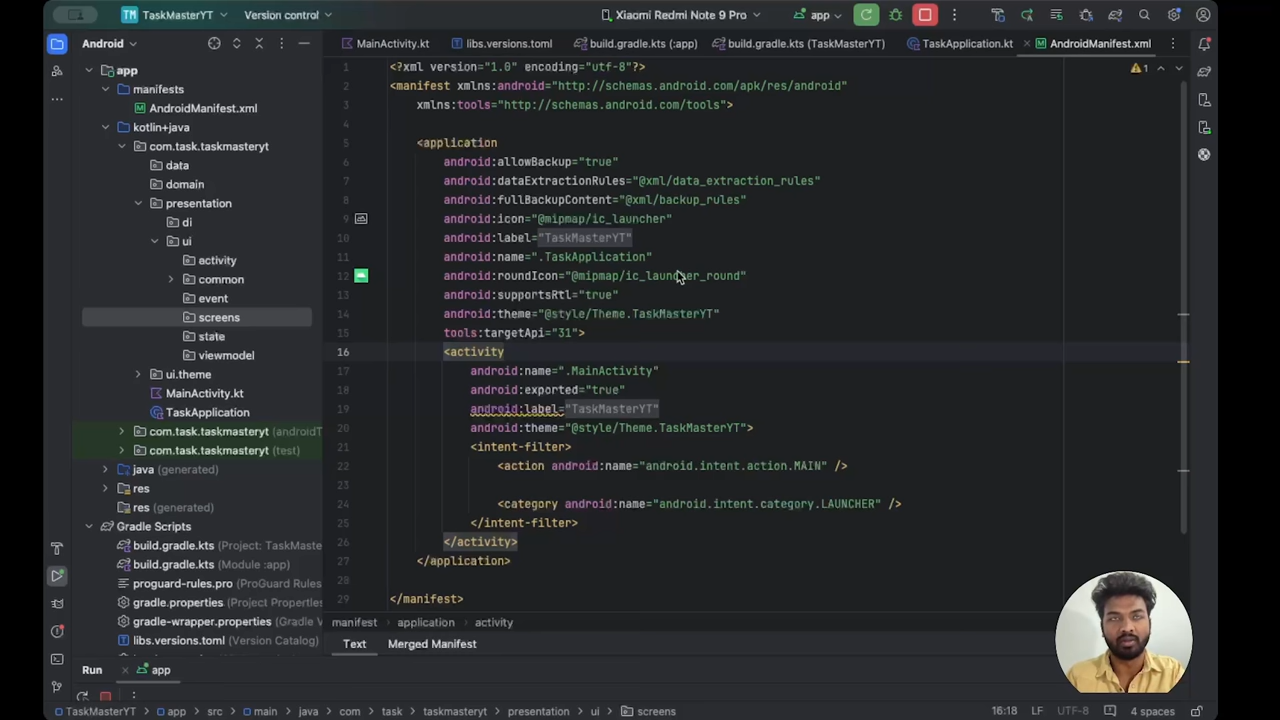 TM TaskMasterYT Version control Xiaomi Redmi Note 9 Pro app
Android
MainActivity.kt libs.versions.toml build.gradle.kts (:app) build.gradle.kts (TaskMasterYT) TaskApplication.kt AndroidManifest.xml
app
manifests
AndroidManifest.xml
kotlin+java
com.task.taskmasteryt
data
domain
presentation
di
ui
activity
common
event
screens
state
viewmodel
ui.theme
MainActivity.kt
TaskApplication
com.task.taskmasteryt (androidT
com.task.taskmasteryt (test)
java (generated)
res
res (generated)
Gradle Scripts
build.gradle.kts (Project: TaskMaste
build.gradle.kts (Module :app)
proguard-rules.pro (ProGuard Rules
gradle.properties (Project Properties
gradle-wrapper.properties (Gradle V
libs.versions.toml (Version Catalog)
1 <?xml version="1.0" encoding="utf-8"?>
2 <manifest xmlns:android="http://schemas.android.com/apk/res/android"
3 xmlns:tools="http://schemas.android.com/tools">
4
5 <application
6 android:allowBackup="true"
7 android:dataExtractionRules="@xml/data_extraction_rules"
8 android:fullBackupContent="@xml/backup_rules"
9 android:icon="@mipmap/ic_launcher"
10 android:label="TaskMasterYT"
11 android:name=".TaskApplication"
12 android:roundIcon="@mipmap/ic_launcher_round"
13 android:supportsRtl="true"
14 android:theme="@style/Theme.TaskMasterYT"
15 tools:targetApi="31">
16 <activity
17 android:name=".MainActivity"
18 android:exported="true"
19 android:label="TaskMasterYT"
20 android:theme="@style/Theme.TaskMasterYT">
21 <intent-filter>
22 <action android:name="android.intent.action.MAIN" />
23
24 <category android:name="android.intent.category.LAUNCHER" />
25 </intent-filter>
26 </activity>
27 </application>
28
29 </manifest>
1
manifest application activity
Text Merged Manifest
Run app
TaskMasterYT app src main java com task taskmasteryt presentation ui screens 16:18 LF UTF-8 4 spaces